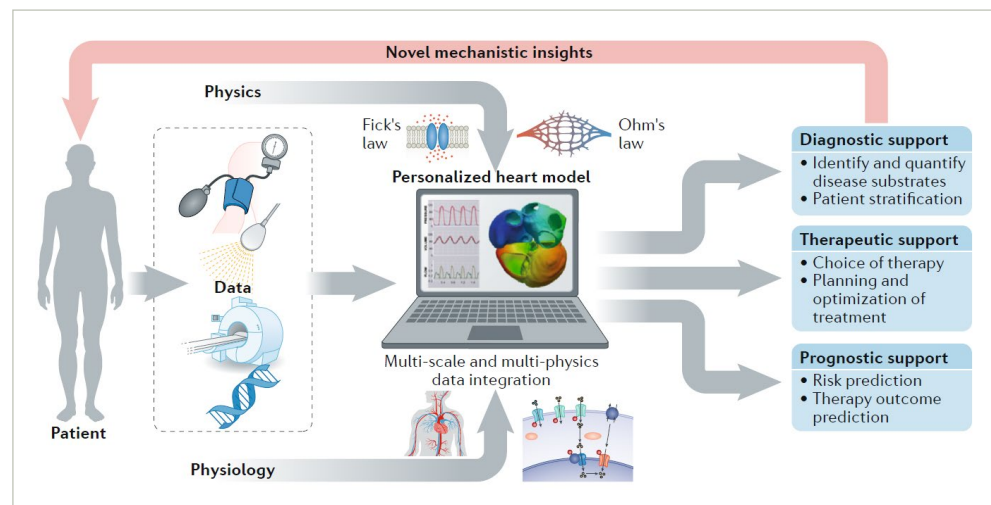 Novel mechanistic insights
Physics
Fick's
law
Ohm's
law
Personalized heart model
Data
Patient
Multi-scale and multi-physics
data integration
Physiology
Diagnostic support
• Identify and quantify
disease substrates
• Patient stratification
Therapeutic support
• Choice of therapy
• Planning and
optimization of
treatment
Prognostic support
• Risk prediction
• Therapy outcome
prediction